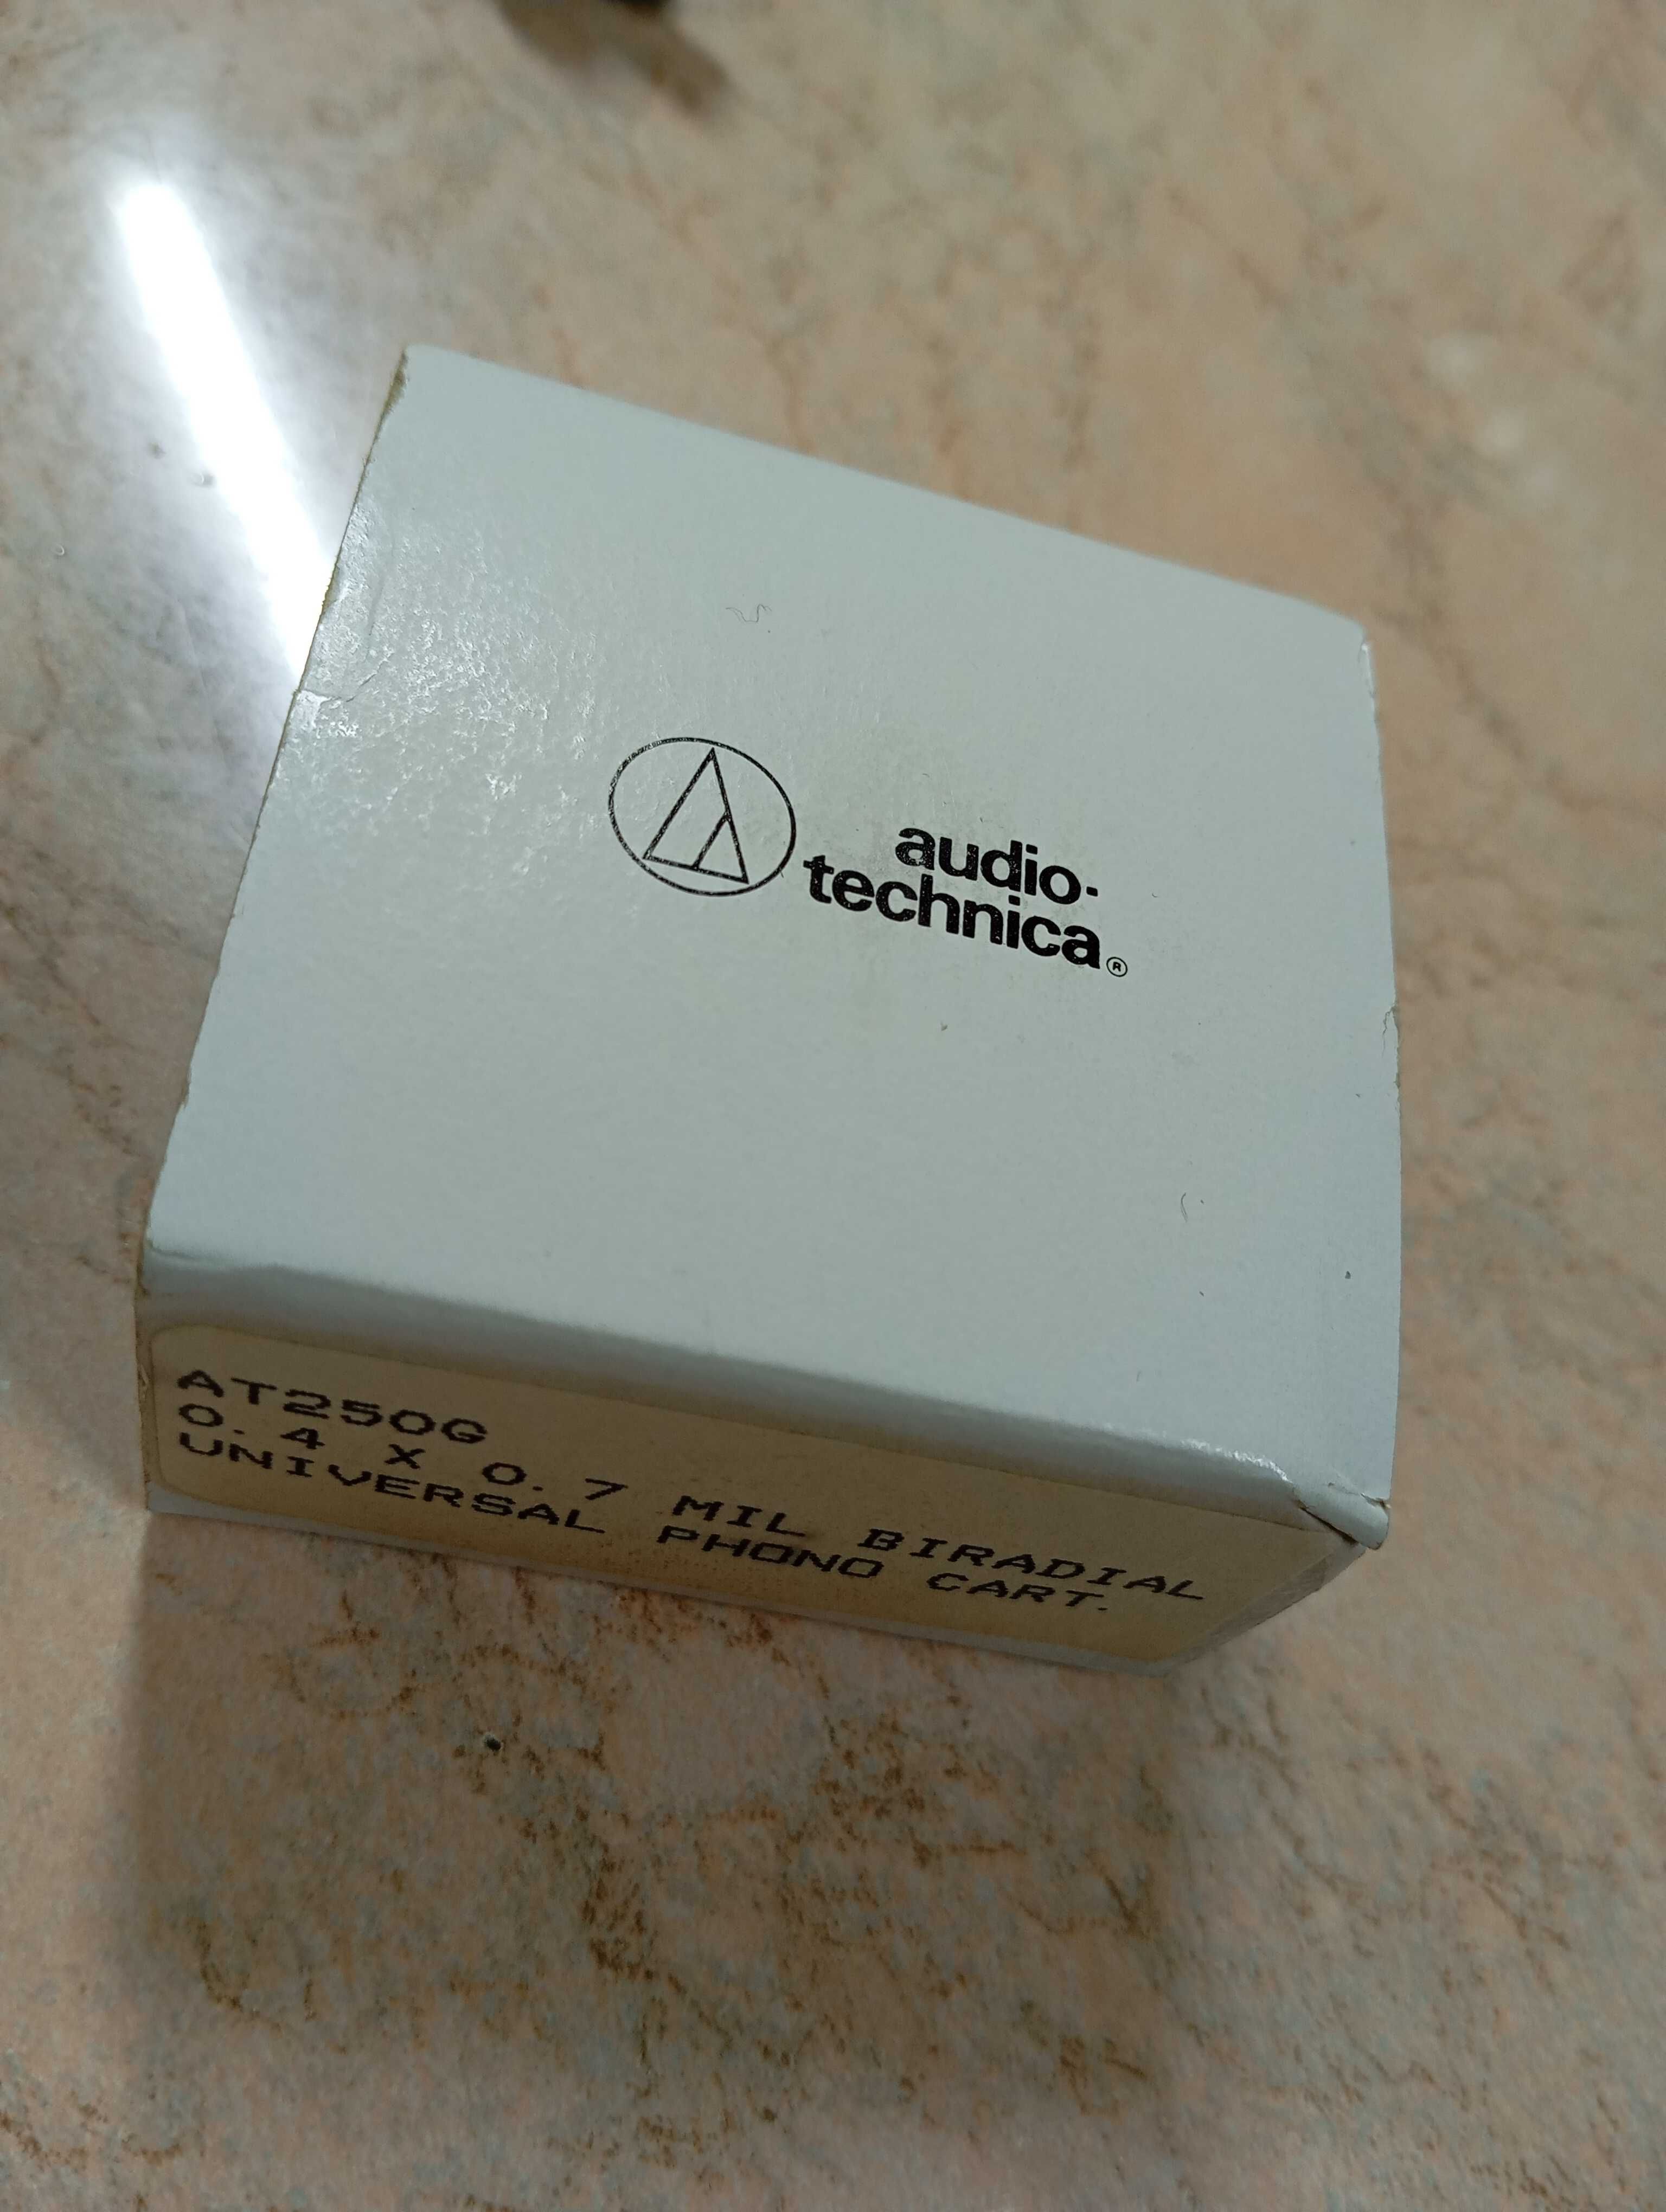 audio-
technica®
AT250G
0.4 X 0.7 MIL BIRADIAL
UNIVERSAL PHONO CART.